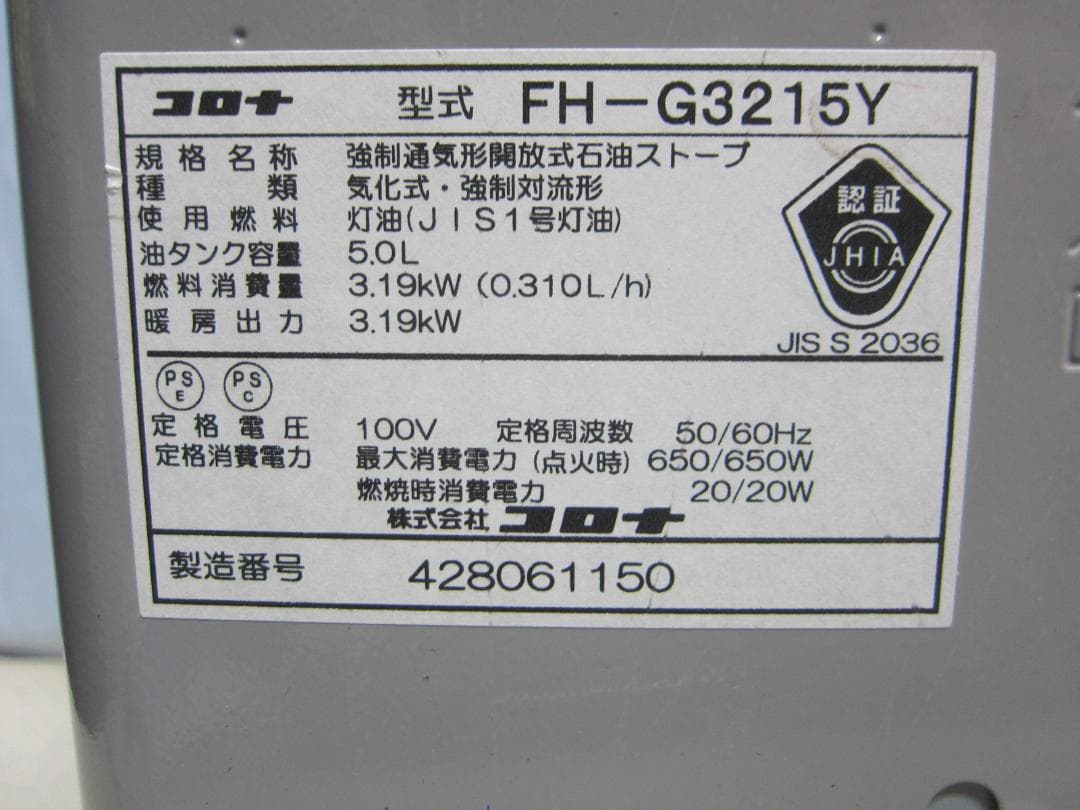 コロナ 型式 FH-G3215Y
規格名称 強制通気形開放式石油ストーブ
種類 気化式・強制対流形
使用燃料 灯油(JIS1号灯油)
油タンク容量 5.0L
燃料消費量 3.19kW (0.310L/h)
暖房出力 3.19kW
認証
JHIA
JIS S 2036
PS E PS C
定格電圧 100V 定格周波数 50/60Hz
定格消費電力 最大消費電力(点火時) 650/650W
燃焼時消費電力 20/20W
株式会社コロナ
製造番号 428061150